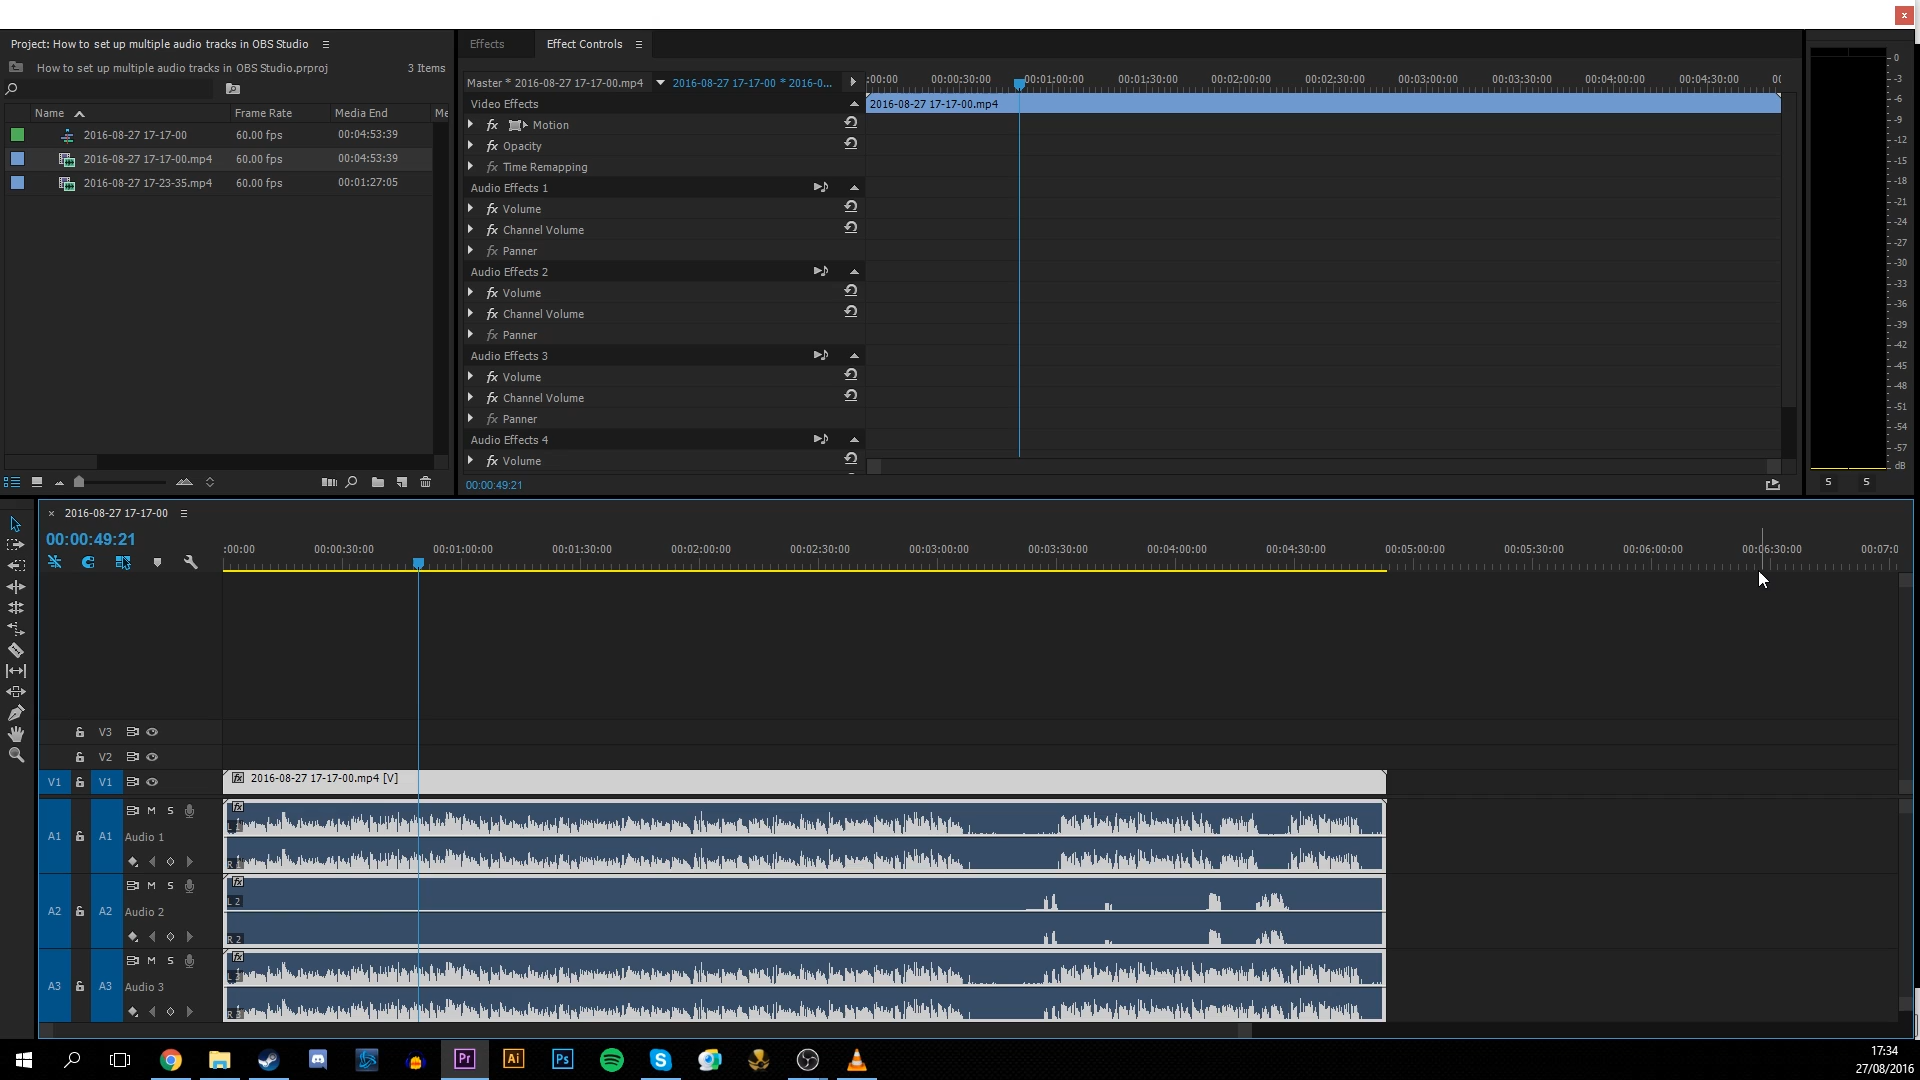 Project: How to set up multiple audio tracks in OBS Studio
How to set up multiple audio tracks in OBS Studio.prproj 3 Items
Name Frame Rate Media End Me
2016-08-27 17-17-00 60.00 fps 00:04:53:39
2016-08-27 17-17-00.mp4 60.00 fps 00:04:53:39
2016-08-27 17-23-35.mp4 60.00 fps 00:01:27:05
Effects Effect Controls
Master * 2016-08-27 17-17-00.mp4 2016-08-27 17-17-00 * 2016-0...
:00:00 00:00:30:00 00:01:00:00 00:01:30:00 00:02:00:00 00:02:30:00 00:03:00:00 00:03:30:00 00:04:00:00 00:04:30:00 00
Video Effects
2016-08-27 17-17-00.mp4
fx Motion
fx Opacity
fx Time Remapping
Audio Effects 1
fx Volume
fx Channel Volume
fx Panner
Audio Effects 2
fx Volume
fx Channel Volume
fx Panner
Audio Effects 3
fx Volume
fx Channel Volume
fx Panner
Audio Effects 4
fx Volume
00:00:49:21
0
-3
-6
-9
-12
-15
-18
-21
-24
-27
-30
-33
-36
-39
-42
-45
-48
-51
-54
-57
dB
S S
× 2016-08-27 17-17-00
00:00:49:21
:00:00 00:00:30:00 00:01:00:00 00:01:30:00 00:02:00:00 00:02:30:00 00:03:00:00 00:03:30:00 00:04:00:00 00:04:30:00 00:05:00:00 00:05:30:00 00:06:00:00 00:06:30:00 00:07:0
V3
V2
V1 V1 fx 2016-08-27 17-17-00.mp4 [V]
M S fx
A1 A1 Audio 1
M S fx
L 2
A2 A2 Audio 2
R 2
M S fx
A3 A3 Audio 3
Pr Ai Ps
17:34
27/08/2016